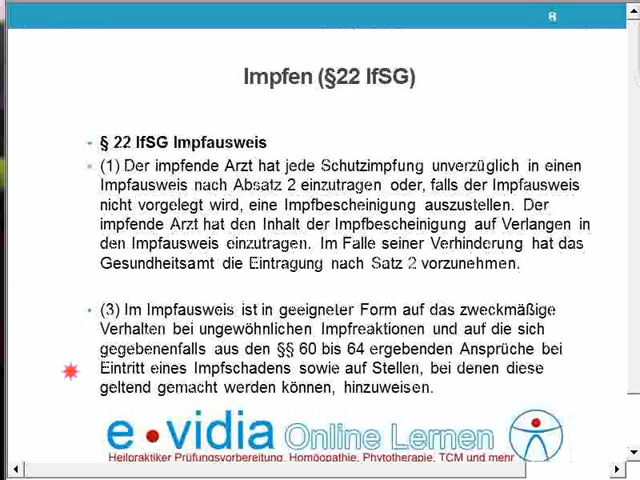 8
Impfen (§22 IfSG)
§ 22 IfSG Impfausweis
(1) Der impfende Arzt hat jede Schutzimpfung unverzüglich in einen
Impfausweis nach Absatz 2 einzutragen oder, falls der Impfausweis
nicht vorgelegt wird, eine Impfbescheinigung auszustellen. Der
impfende Arzt hat den Inhalt der Impfbescheinigung auf Verlangen in
den Impfausweis einzutragen. Im Falle seiner Verhinderung hat das
Gesundheitsamt die Eintragung nach Satz 2 vorzunehmen.
(3) Im Impfausweis ist in geeigneter Form auf das zweckmäßige
Verhalten bei ungewöhnlichen Impfreaktionen und auf die sich
gegebenenfalls aus den §§ 60 bis 64 ergebenden Ansprüche bei
Eintritt eines Impfschadens sowie auf Stellen, bei denen diese
geltend gemacht werden können, hinzuweisen.
e•vidia Online Lernen
Heilpraktiker Prüfungsvorbereitung, Homöopathie, Phytotherapie, TCM und mehr